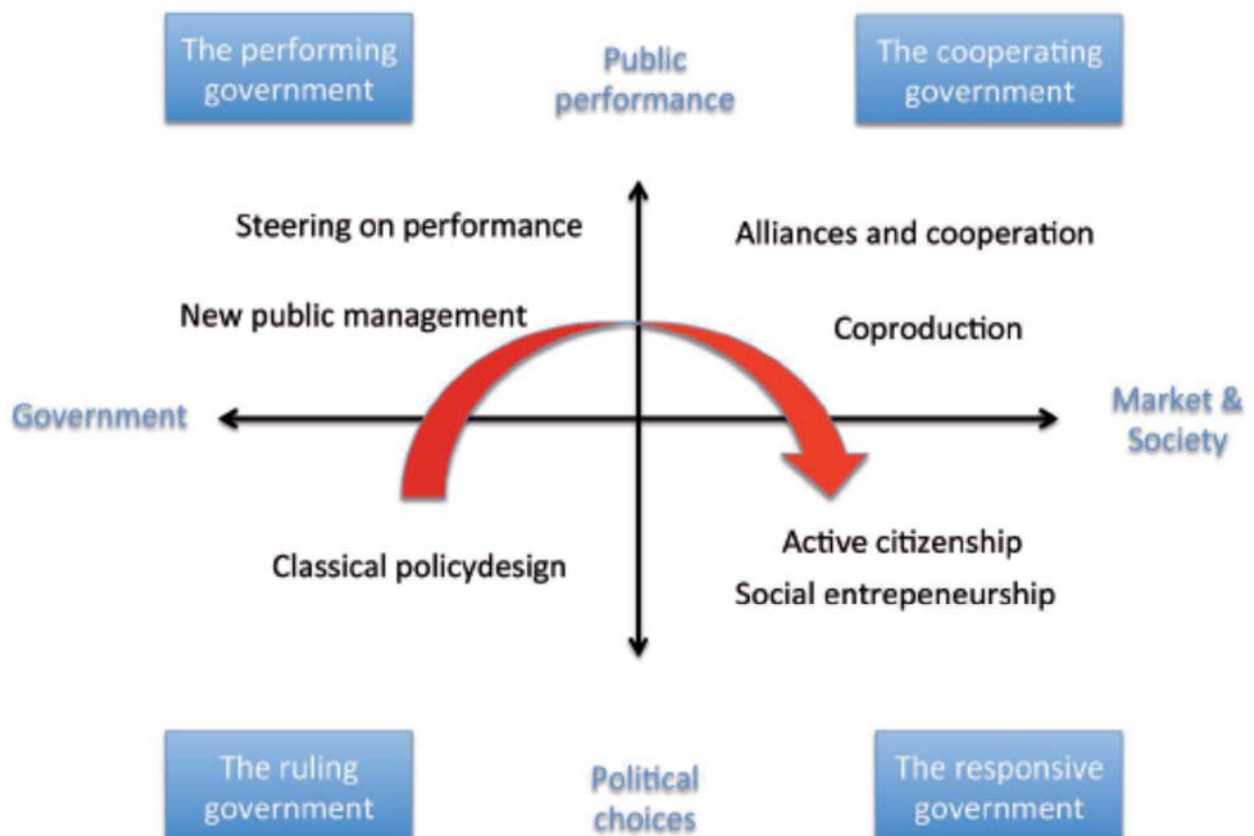 The performing
government
Public
performance
The cooperating
government
Steering on performance
Alliances and cooperation
New public management
Coproduction
Government
Market &
Society
Classical policydesign
Active citizenship
Social entrepeneurship
The ruling
government
Political
choices
The responsive
government